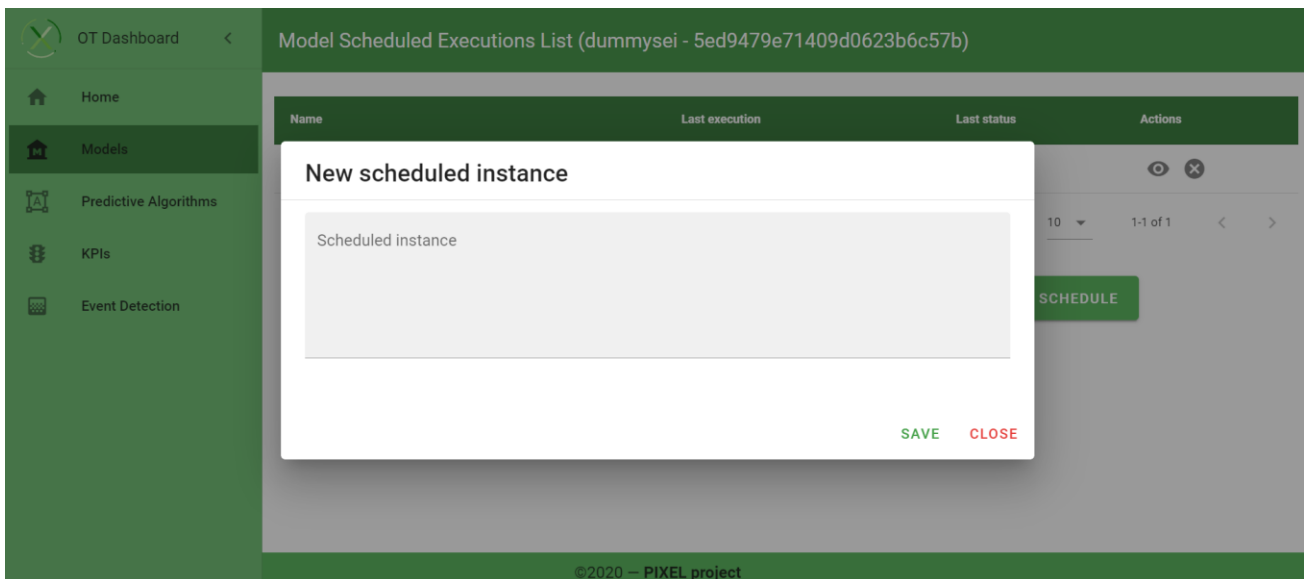 OT Dashboard
Model Scheduled Executions List (dummysei - 5ed9479e71409d0623b6c57b)
Home
Models
Predictive Algorithms
KPIs
Event Detection
Name Last execution Last status Actions
New scheduled instance
Scheduled instance
SAVE CLOSE
10 1-1 of 1
SCHEDULE
©2020 — PIXEL project